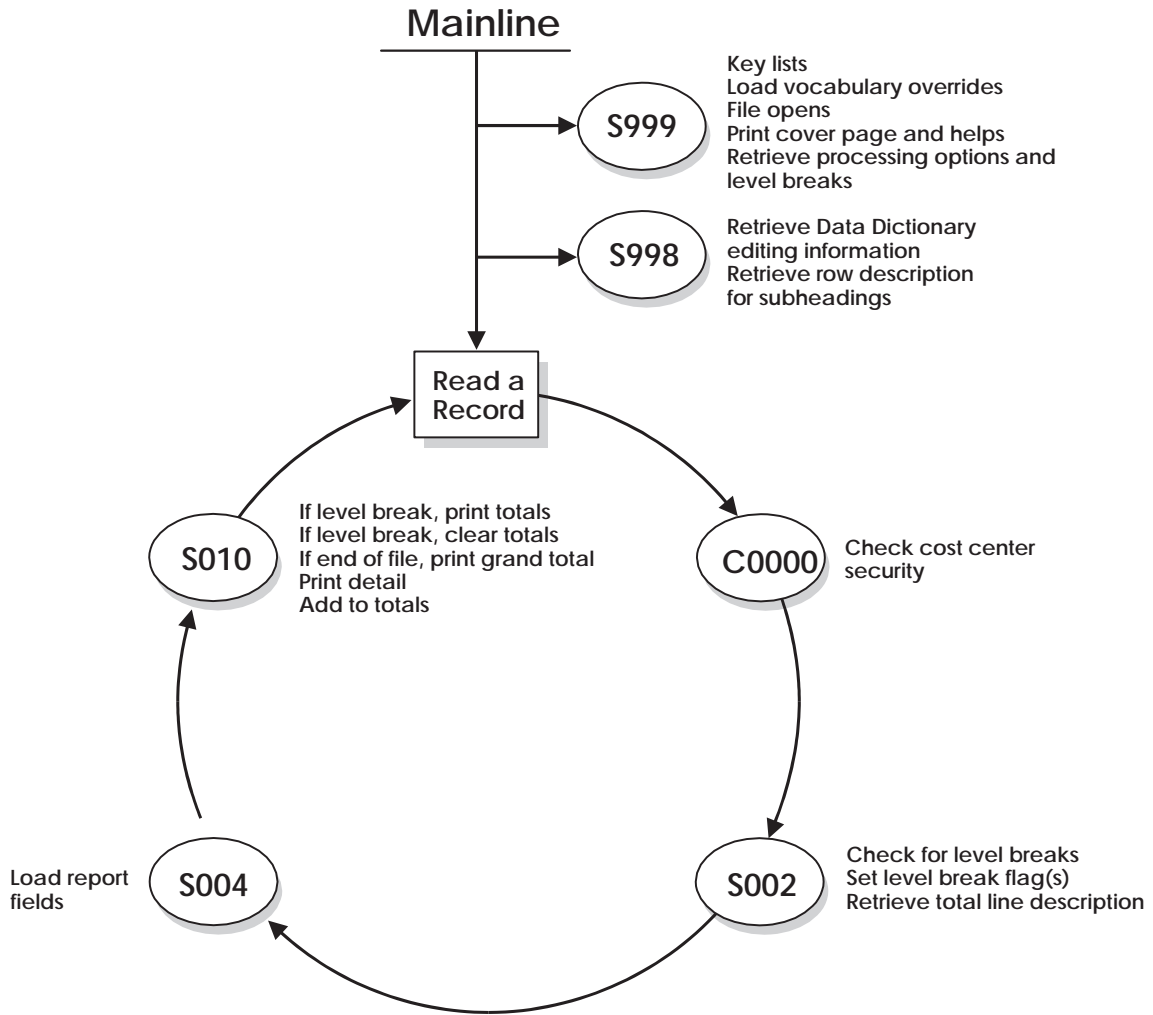 Mainline
S999
Key lists
Load vocabulary overrides
File opens
Print cover page and helps
Retrieve processing options and
level breaks
S998
Retrieve Data Dictionary
editing information
Retrieve row description
for subheadings
Read a
Record
C0000
Check cost center
security
S002
Check for level breaks
Set level break flag(s)
Retrieve total line description
S004
Load report
fields
S010
If level break, print totals
If level break, clear totals
If end of file, print grand total
Print detail
Add to totals